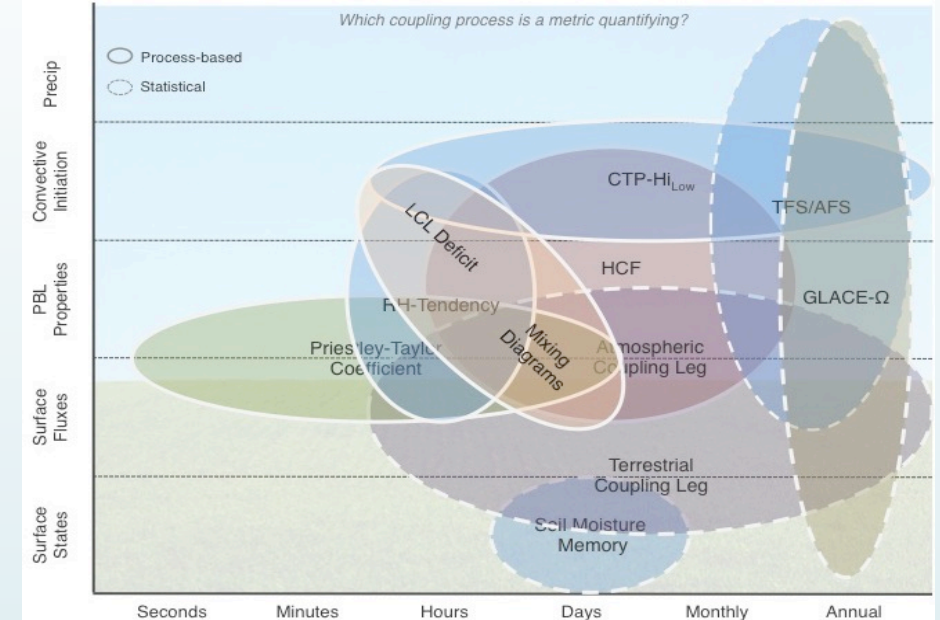 Which coupling process is a metric quantifying?
Process-based
Statistical
Precip
Convective
Initiation
PBL
Properties
Surface
Fluxes
Surface
States
CTP-HiLow
TFS/AFS
LCL Deficit
HCF
GLACE-Ω
RH-Tendency
Priestley-Taylor
Coefficient
Mixing
Diagrams
Atmospheric
Coupling Leg
Terrestrial
Coupling Leg
Soil Moisture
Memory
Seconds Minutes Hours Days Monthly Annual